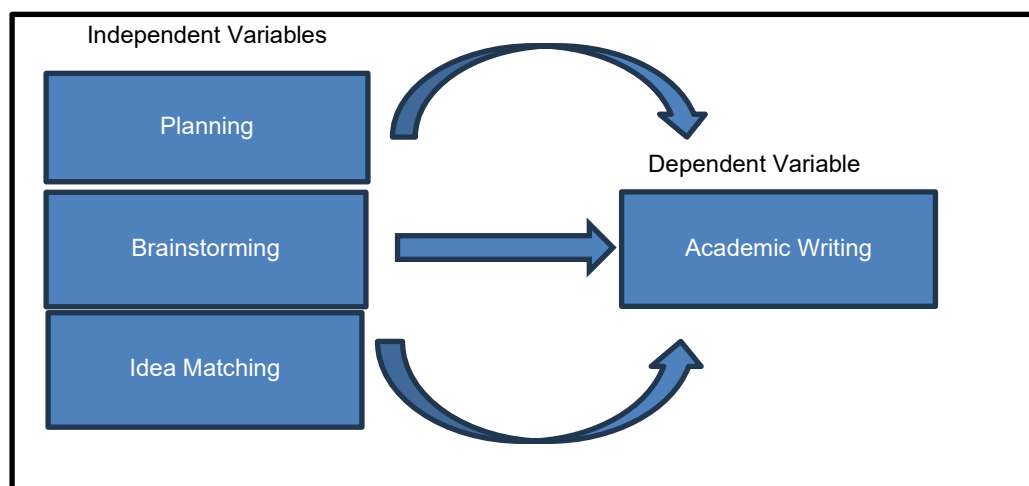 Independent Variables
Planning
Brainstorming
Idea Matching
Dependent Variable
Academic Writing